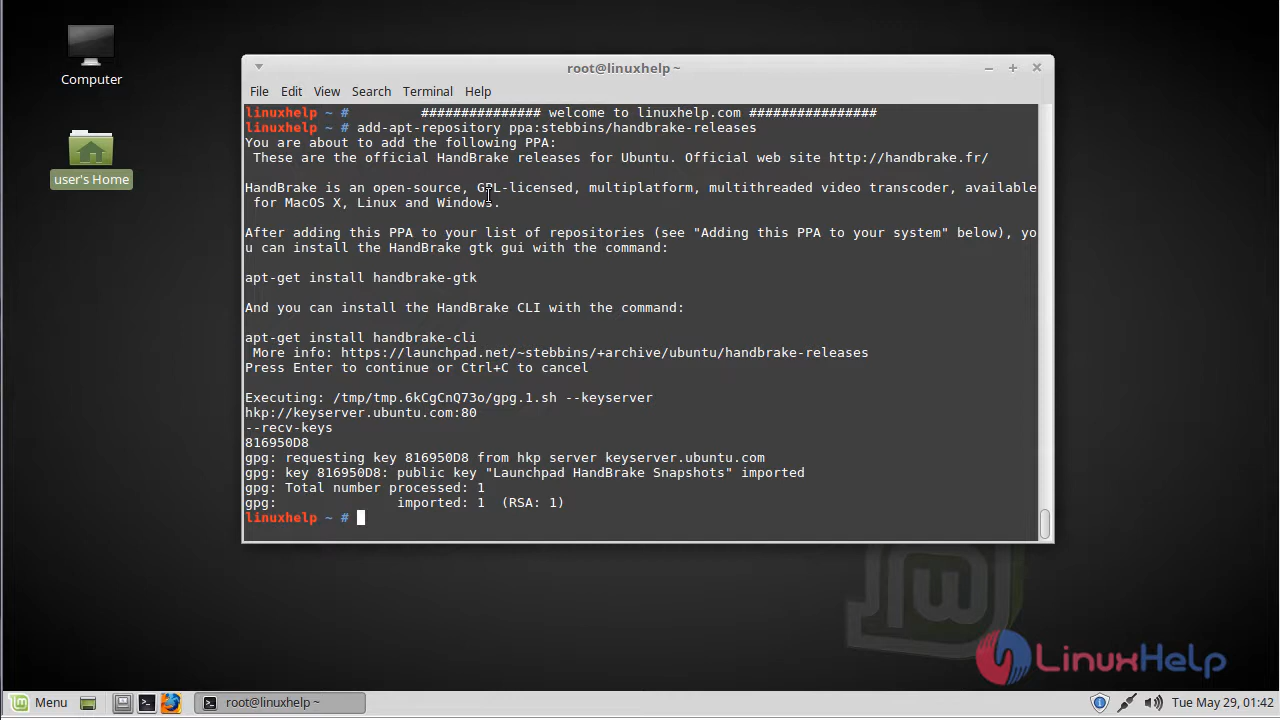 Computer
user's Home
root@linuxhelp ~
File Edit View Search Terminal Help
linuxhelp ~ #         ############### welcome to linuxhelp.com ################
linuxhelp ~ # add-apt-repository ppa:stebbins/handbrake-releases
You are about to add the following PPA:
 These are the official HandBrake releases for Ubuntu. Official web site http://handbrake.fr/
HandBrake is an open-source, GPL-licensed, multiplatform, multithreaded video transcoder, available
 for MacOS X, Linux and Windows.
After adding this PPA to your list of repositories (see "Adding this PPA to your system" below), yo
u can install the HandBrake gtk gui with the command:
apt-get install handbrake-gtk
And you can install the HandBrake CLI with the command:
apt-get install handbrake-cli
 More info: https://launchpad.net/~stebbins/+archive/ubuntu/handbrake-releases
Press Enter to continue or Ctrl+C to cancel
Executing: /tmp/tmp.6kCgCnQ73o/gpg.1.sh --keyserver
hkp://keyserver.ubuntu.com:80
--recv-keys
816950D8
gpg: requesting key 816950D8 from hkp server keyserver.ubuntu.com
gpg: key 816950D8: public key "Launchpad HandBrake Snapshots" imported
gpg: Total number processed: 1
gpg:               imported: 1  (RSA: 1)
linuxhelp ~ #
LinuxHelp
Menu
root@linuxhelp ~
Tue May 29, 01:42